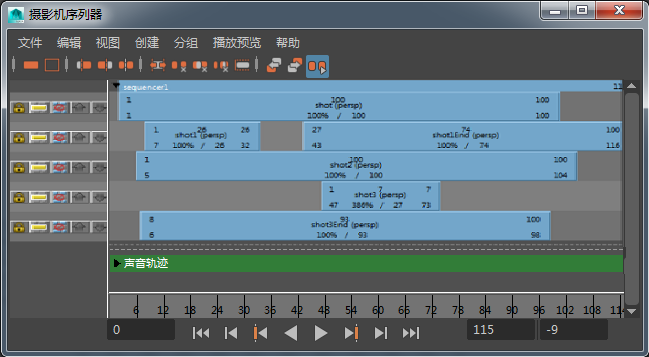 摄影机序列器
文件 编辑 视图 创建 分组 播放预览 帮助
sequencer1
1 100 100
shot (persp)
1 100% / 100 100
1 26 26 27 74 100
shot1 (persp) shot1End (persp)
7 100% / 26 32 43 100% / 74 116
1 100 100
shot2 (persp)
5 100% / 100 104
1 7 7
shot3 (persp)
47 386% / 27 73
8 93 100
shot3End (persp)
6 100% / 93 98
声音轨迹
6 12 18 24 30 36 42 48 54 60 66 72 78 84 90 96 102 108 114
0 115 -9